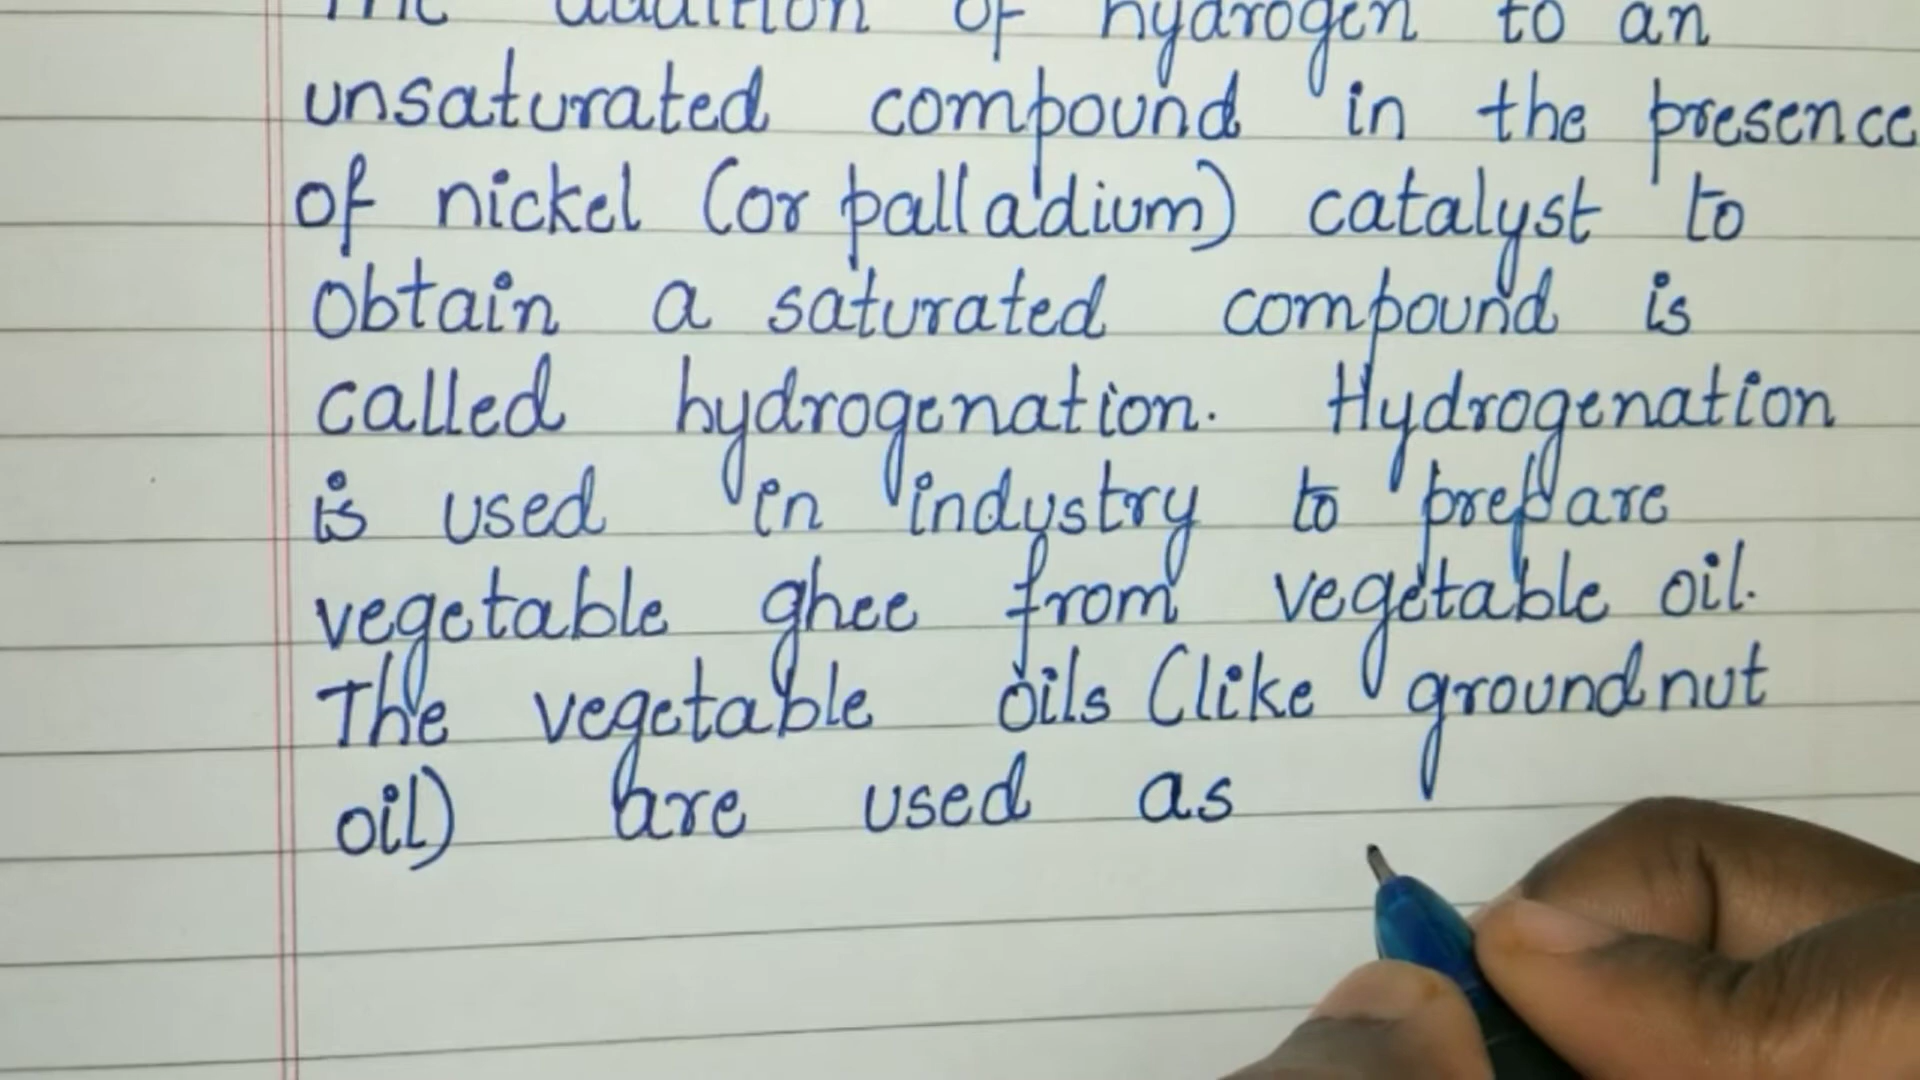 The addition of hydrogen to an
unsaturated compound in the presence
of nickel (or palladium) catalyst to
obtain a saturated compound is
called hydrogenation. Hydrogenation
is used in industry to prepare
vegetable ghee from vegetable oil.
The vegetable oils (like groundnut
oil) are used as